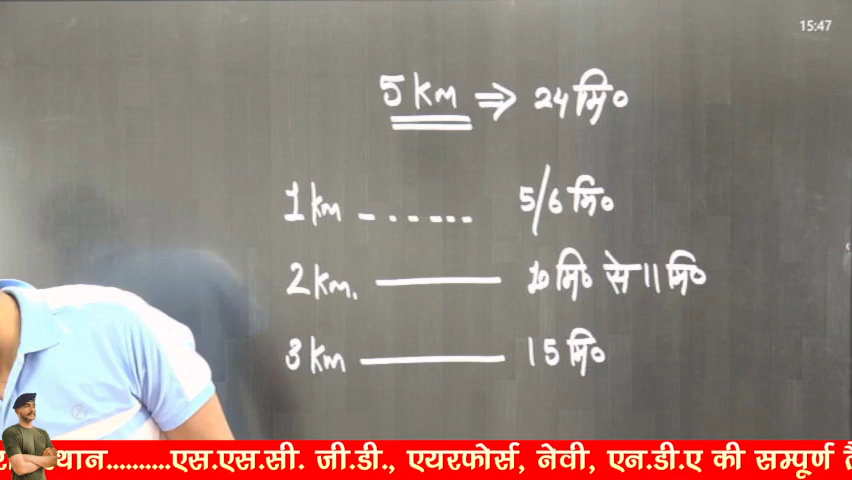 15:47
5 Km ⇒ 24 मि०
1 Km - ...... 5/6 मि०
2 Km. —— 10 मि० से 11 मि०
3 Km —— 15 मि०
स्थान..........एस.एस.सी. जी.डी., एयरफोर्स, नेवी, एन.डी.ए की सम्पूर्ण